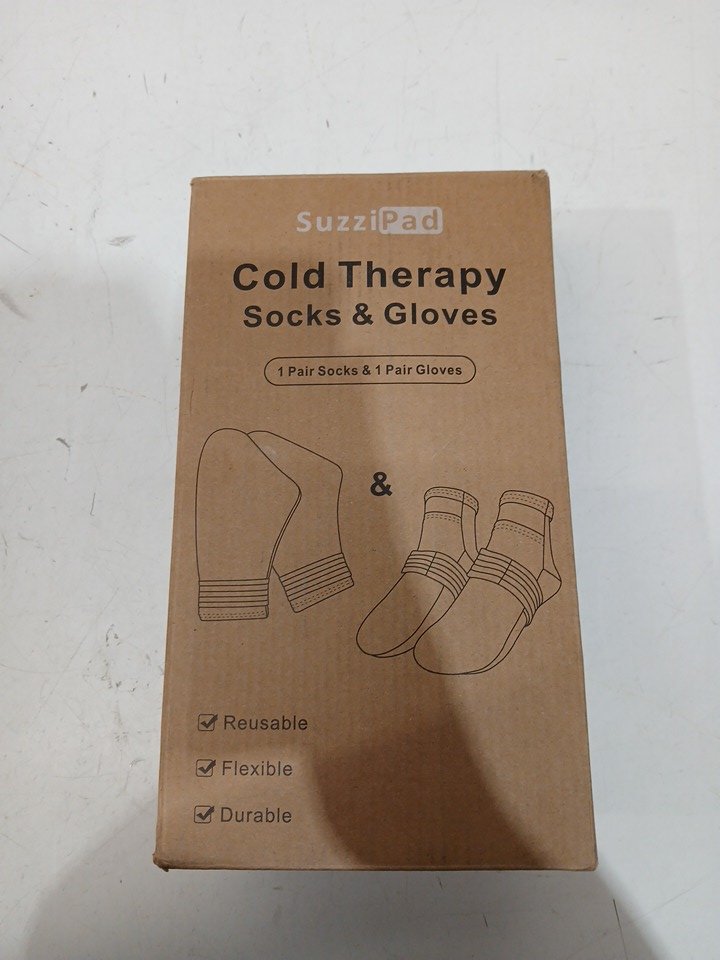 SuzziPad
Cold Therapy
Socks & Gloves
1 Pair Socks & 1 Pair Gloves
&
Reusable
Flexible
Durable